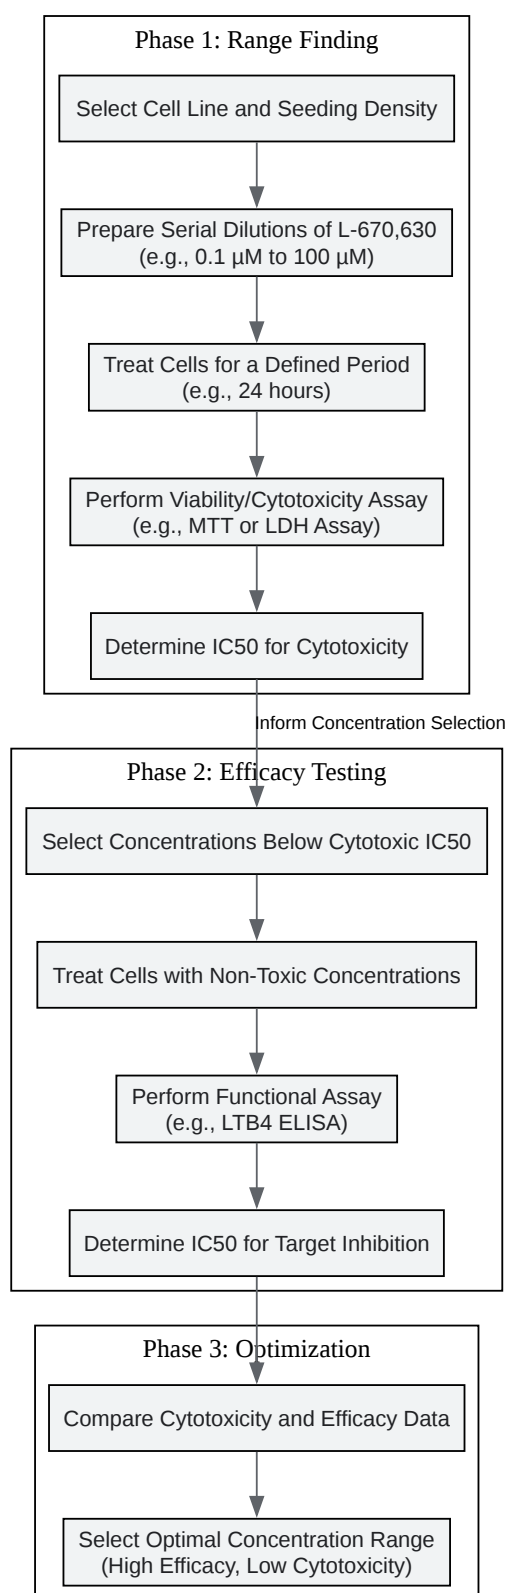 Phase 1: Range Finding
Select Cell Line and Seeding Density
Prepare Serial Dilutions of L-670,630
(e.g., 0.1 µM to 100 µM)
Treat Cells for a Defined Period
(e.g., 24 hours)
Perform Viability/Cytotoxicity Assay
(e.g., MTT or LDH Assay)
Determine IC50 for Cytotoxicity
Inform Concentration Selection
Phase 2: Efficacy Testing
Select Concentrations Below Cytotoxic IC50
Treat Cells with Non-Toxic Concentrations
Perform Functional Assay
(e.g., LTB4 ELISA)
Determine IC50 for Target Inhibition
Phase 3: Optimization
Compare Cytotoxicity and Efficacy Data
Select Optimal Concentration Range
(High Efficacy, Low Cytotoxicity)